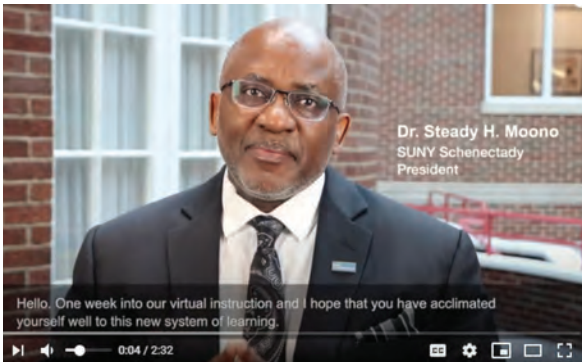 Dr. Steady H. Moono
SUNY Schenectady
President
Hello. One week into our virtual instruction and I hope that you have acclimated
yourself well to this new system of learning.
0:04 / 2:32
CC